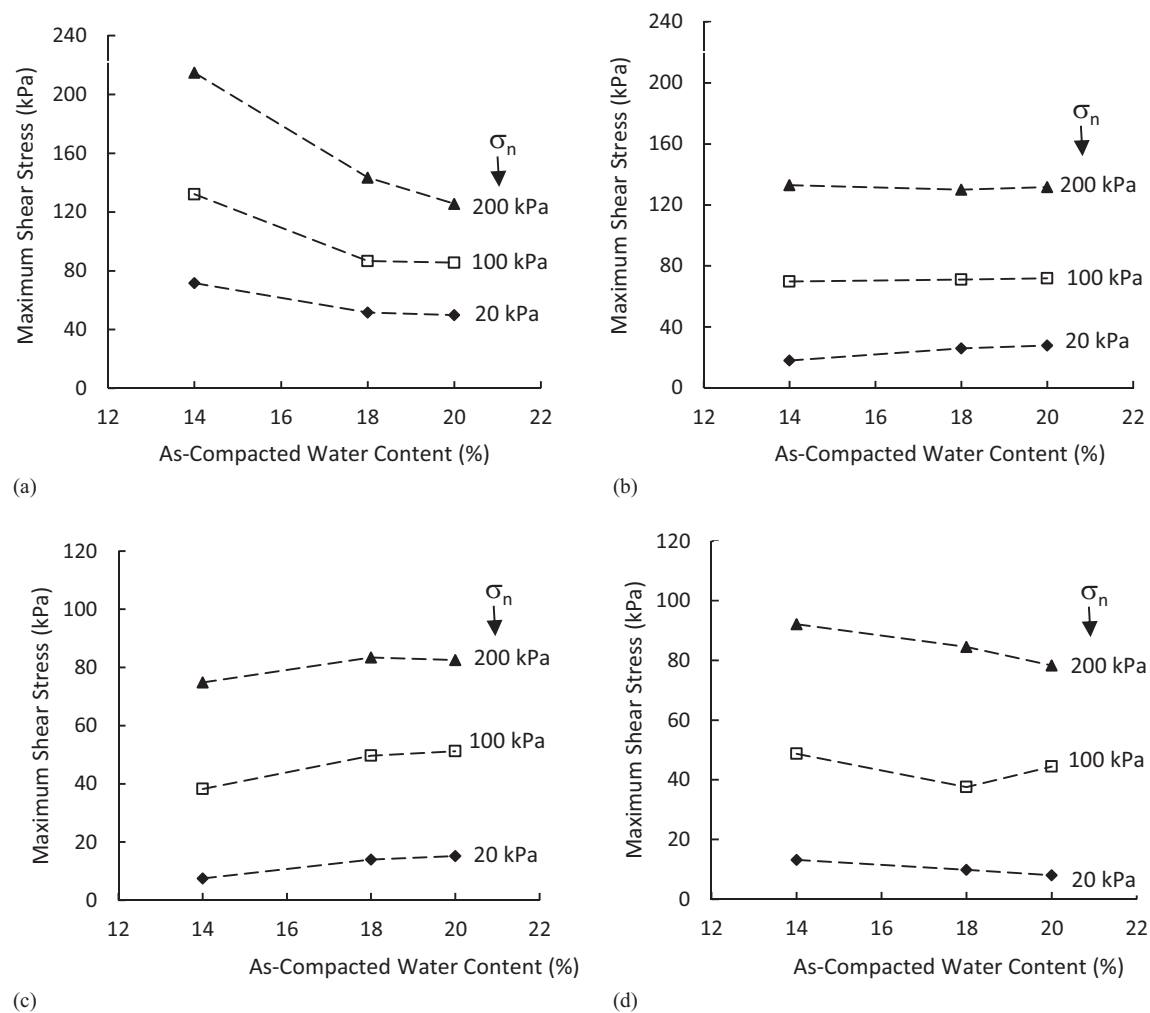 240
200
160
120
80
40
0
Maximum Shear Stress (kPa)
σn
200 kPa
100 kPa
20 kPa
12 14 16 18 20 22
As-Compacted Water Content (%)
(a)
240
200
160
120
80
40
0
Maximum Shear Stress (kPa)
σn
200 kPa
100 kPa
20 kPa
12 14 16 18 20 22
As-Compacted Water Content (%)
(b)
120
100
80
60
40
20
0
Maximum Shear Stress (kPa)
σn
200 kPa
100 kPa
20 kPa
12 14 16 18 20 22
As-Compacted Water Content (%)
(c)
120
100
80
60
40
20
0
Maximum Shear Stress (kPa)
σn
200 kPa
100 kPa
20 kPa
12 14 16 18 20 22
As-Compacted Water Content (%)
(d)